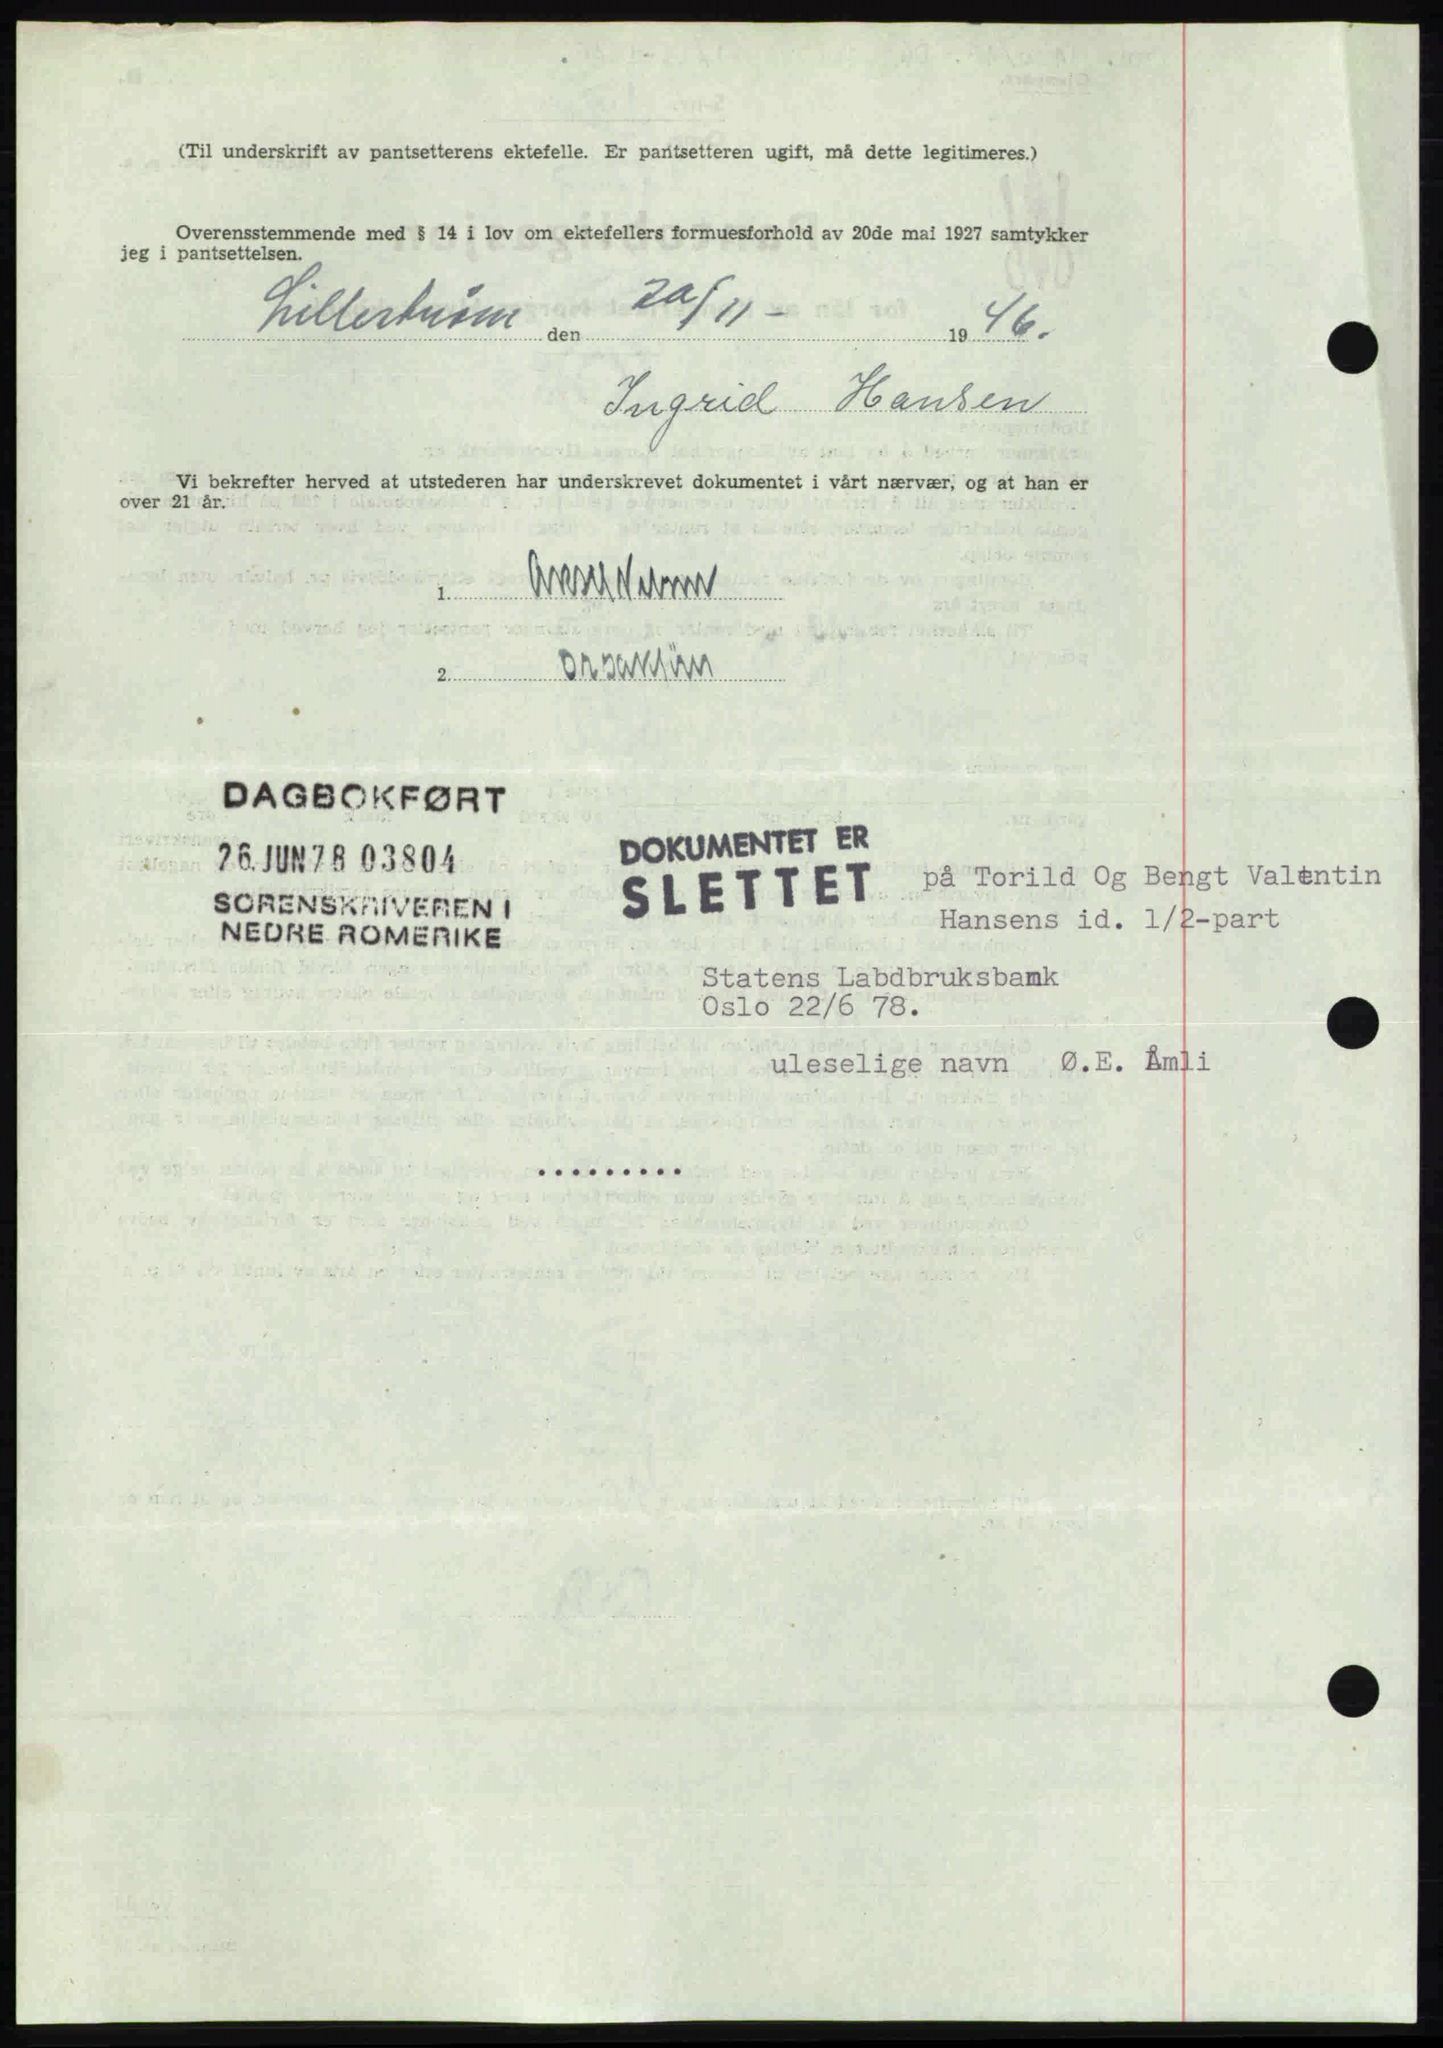 (Til underskrift av pantsetterens ektefelle. Er pantsetteren ugift, må dette legitimeres.)
Overensstemmende med § 14 i lov om ektefellers formuesforhold av 20de mai 1927 samtykker
jeg i pantsettelsen.
Lillestrøm den 20/11- 1946.
Ingrid Hansen
Vi bekrefter herved at utstederen har underskrevet dokumentet i vårt nærvær, og at han er
over 21 år.
1.
2.
DAGBOKFØRT
26.JUN78 03804
SORENSKRIVEREN I
NEDRE ROMERIKE
DOKUMENTET ER
SLETTET
på Torild Og Bengt Valentin
Hansens id. 1/2-part
Statens Labdbruksbank
Oslo 22/6 78.
uleselige navn Ø.E. Åmli